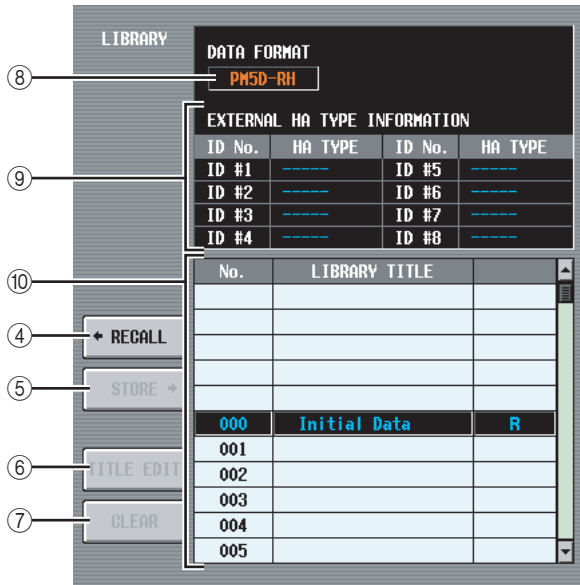 LIBRARY
DATA FORMAT
⑧ PM5D-RH
EXTERNAL HA TYPE INFORMATION
ID No. HA TYPE ID No. HA TYPE
⑨ ID #1 ----- ID #5 -----
ID #2 ----- ID #6 -----
ID #3 ----- ID #7 -----
ID #4 ----- ID #8 -----
⑩ No. LIBRARY TITLE
④ ← RECALL
⑤ STORE →
000 Initial Data R
001
⑥ TITLE EDIT
002
003
⑦ CLEAR
004
005